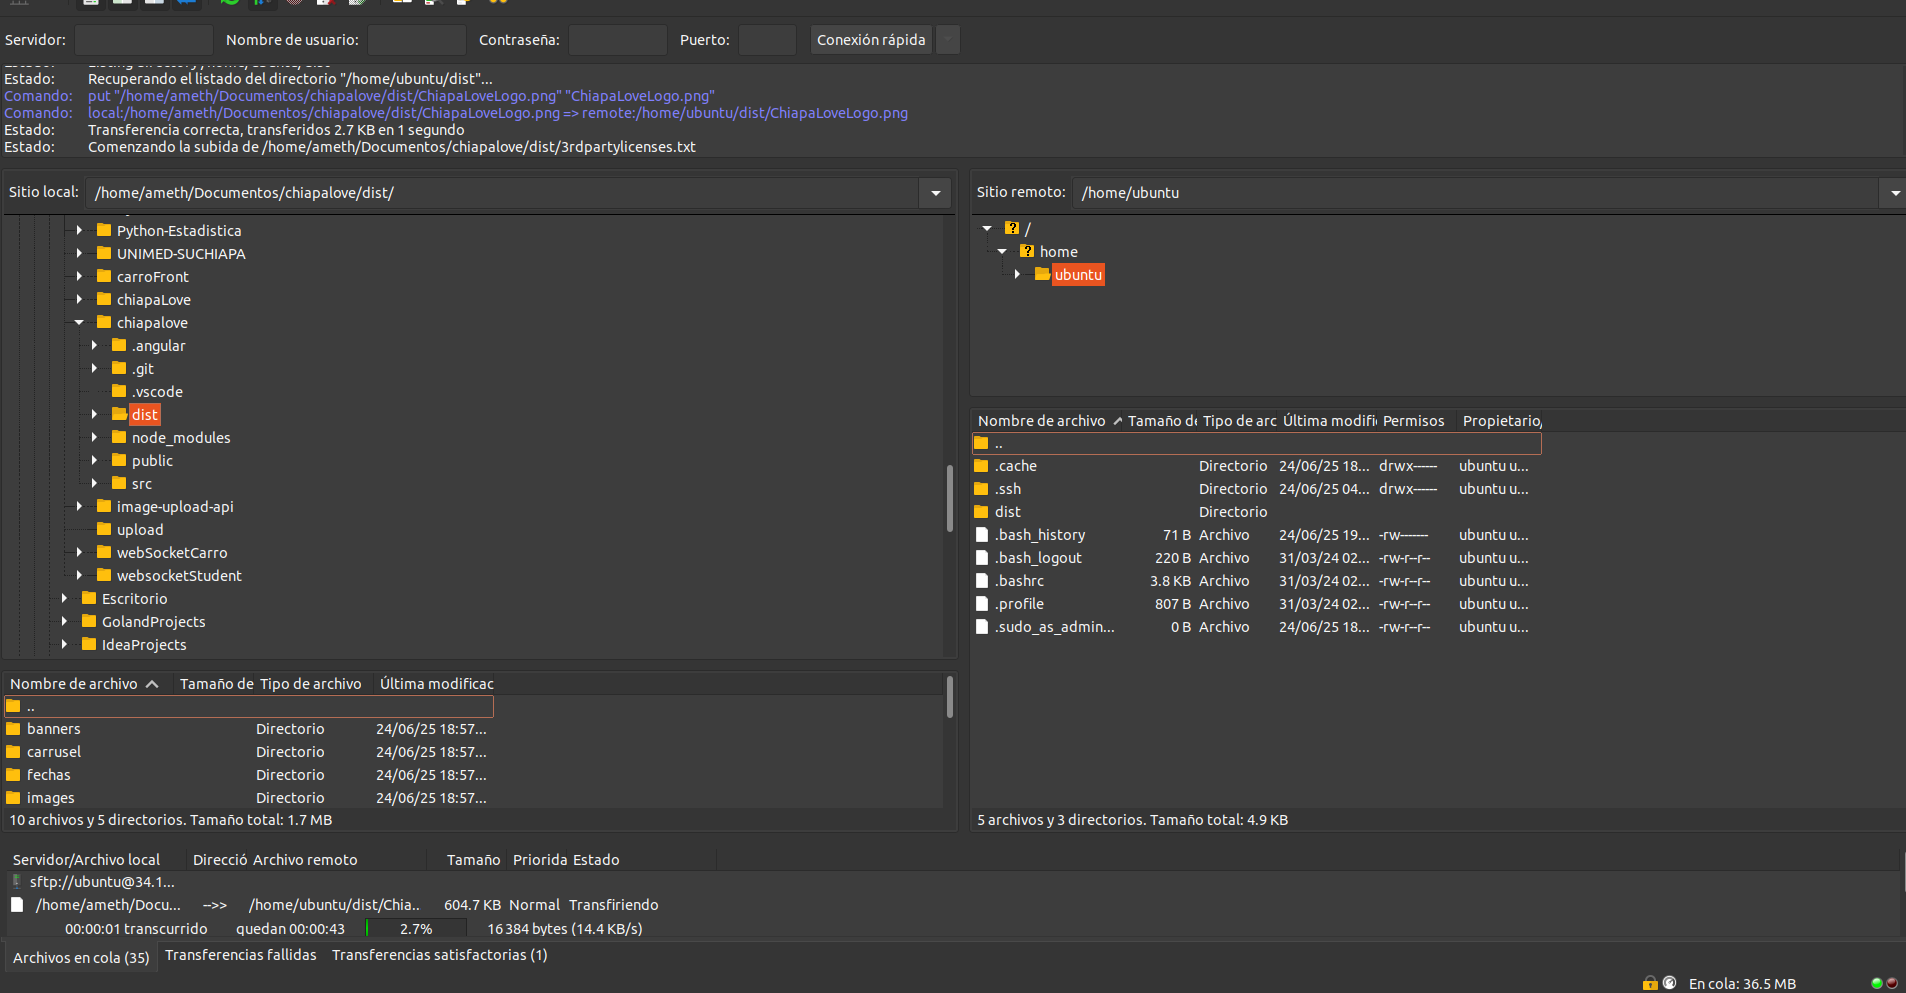 Servidor: Nombre de usuario: Contraseña: Puerto: Conexión rápida
Estado: Recuperando el listado del directorio "/home/ubuntu/dist"...
Comando: put "/home/ameth/Documentos/chiapalove/dist/ChiapaLoveLogo.png" "ChiapaLoveLogo.png"
Comando: local:/home/ameth/Documentos/chiapalove/dist/ChiapaLoveLogo.png => remote:/home/ubuntu/dist/ChiapaLoveLogo.png
Estado: Transferencia correcta, transferidos 2.7 KB en 1 segundo
Estado: Comenzando la subida de /home/ameth/Documentos/chiapalove/dist/3rdpartylicenses.txt
Sitio local: /home/ameth/Documentos/chiapalove/dist/
Python-Estadistica
UNIMED-SUCHIAPA
carroFront
chiapaLove
chiapalove
.angular
.git
.vscode
dist
node_modules
public
src
image-upload-api
upload
webSocketCarro
websocketStudent
Escritorio
GolandProjects
IdeaProjects
Nombre de archivo Tamaño de Tipo de archivo Última modificac
..
banners Directorio 24/06/25 18:57...
carrusel Directorio 24/06/25 18:57...
fechas Directorio 24/06/25 18:57...
images Directorio 24/06/25 18:57...
10 archivos y 5 directorios. Tamaño total: 1.7 MB
Sitio remoto: /home/ubuntu
/
home
ubuntu
Nombre de archivo Tamaño de Tipo de arc Última modifi Permisos Propietario/
..
.cache Directorio 24/06/25 18... drwx------ ubuntu u...
.ssh Directorio 24/06/25 04... drwx------ ubuntu u...
dist Directorio
.bash_history 71 B Archivo 24/06/25 19... -rw------- ubuntu u...
.bash_logout 220 B Archivo 31/03/24 02... -rw-r--r-- ubuntu u...
.bashrc 3.8 KB Archivo 31/03/24 02... -rw-r--r-- ubuntu u...
.profile 807 B Archivo 31/03/24 02... -rw-r--r-- ubuntu u...
.sudo_as_admin... 0 B Archivo 24/06/25 18... -rw-r--r-- ubuntu u...
5 archivos y 3 directorios. Tamaño total: 4.9 KB
Servidor/Archivo local Direcció Archivo remoto Tamaño Priorida Estado
sftp://ubuntu@34.1...
/home/ameth/Docu... -->> /home/ubuntu/dist/Chia... 604.7 KB Normal Transfiriendo
00:00:01 transcurrido quedan 00:00:43 2.7% 16 384 bytes (14.4 KB/s)
Archivos en cola (35) Transferencias fallidas Transferencias satisfactorias (1)
En cola: 36.5 MB